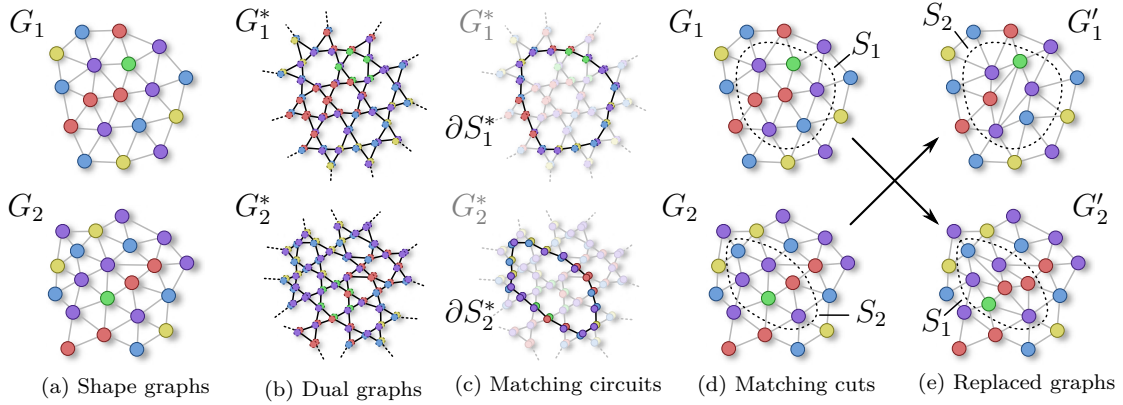 G₁
G₁*
G₁*
∂S₁*
G₁
S₁
S₂
G₁′
G₂
G₂*
G₂*
∂S₂*
G₂
S₂
S₁
G₂′
(a) Shape graphs
(b) Dual graphs
(c) Matching circuits
(d) Matching cuts
(e) Replaced graphs